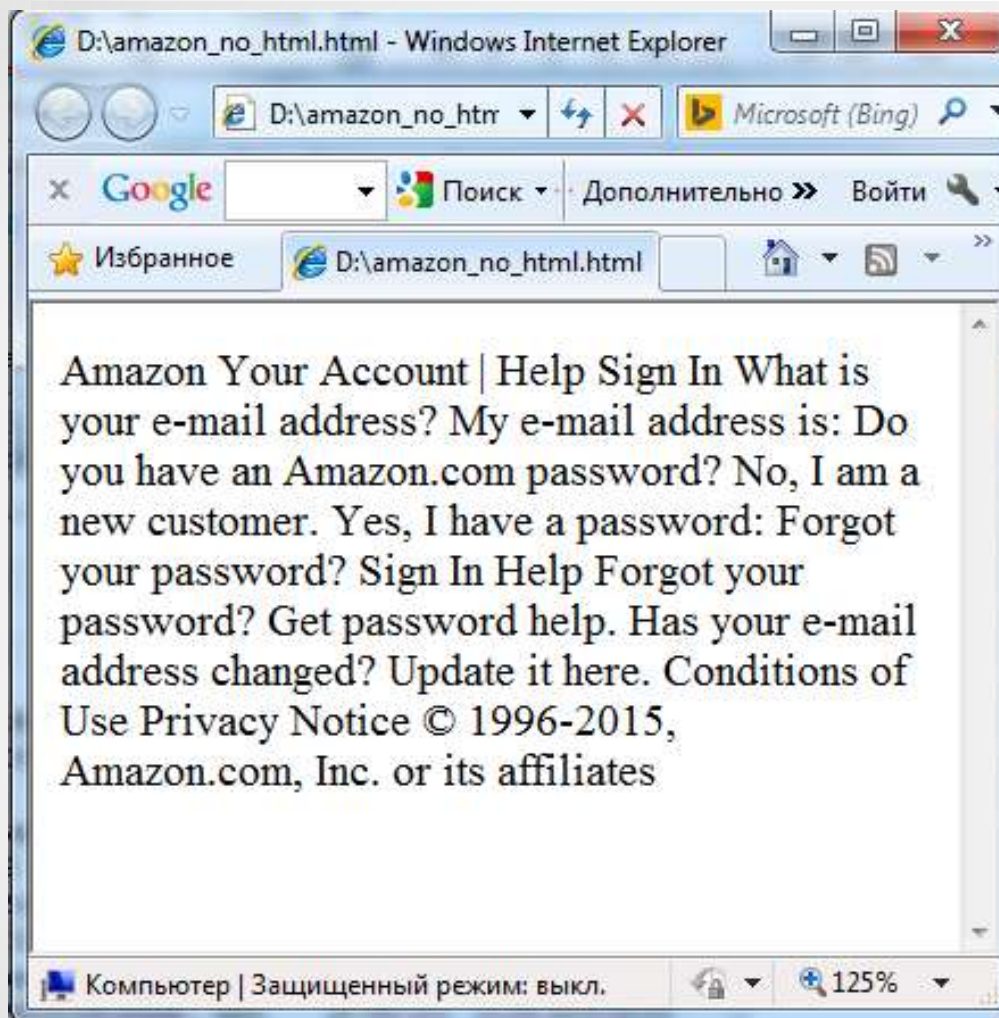 D:\amazon_no_html.html - Windows Internet Explorer
D:\amazon_no_htm Microsoft (Bing)
x Google Поиск Дополнительно » Войти
Избранное D:\amazon_no_html.html »
Amazon Your Account | Help Sign In What is
your e-mail address? My e-mail address is: Do
you have an Amazon.com password? No, I am a
new customer. Yes, I have a password: Forgot
your password? Sign In Help Forgot your
password? Get password help. Has your e-mail
address changed? Update it here. Conditions of
Use Privacy Notice © 1996-2015,
Amazon.com, Inc. or its affiliates
Компьютер | Защищенный режим: выкл. 125%